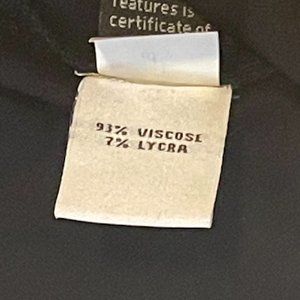 features is
certificate of
93% VISCOSE
7% LYCRA